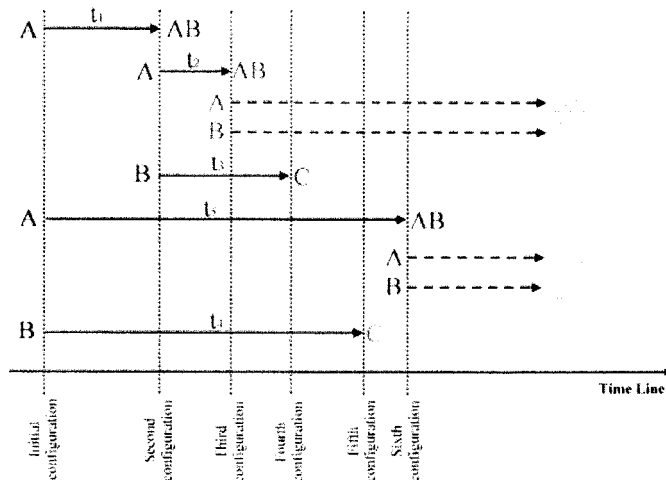 A t₁ AB
A t₂ AB
A
B
B t₃ C
A t₅ AB
A
B
B t₄ C
Time Line
Initial configuration
Second configuration
Third configuration
Fourth configuration
Fifth configuration
Sixth configuration